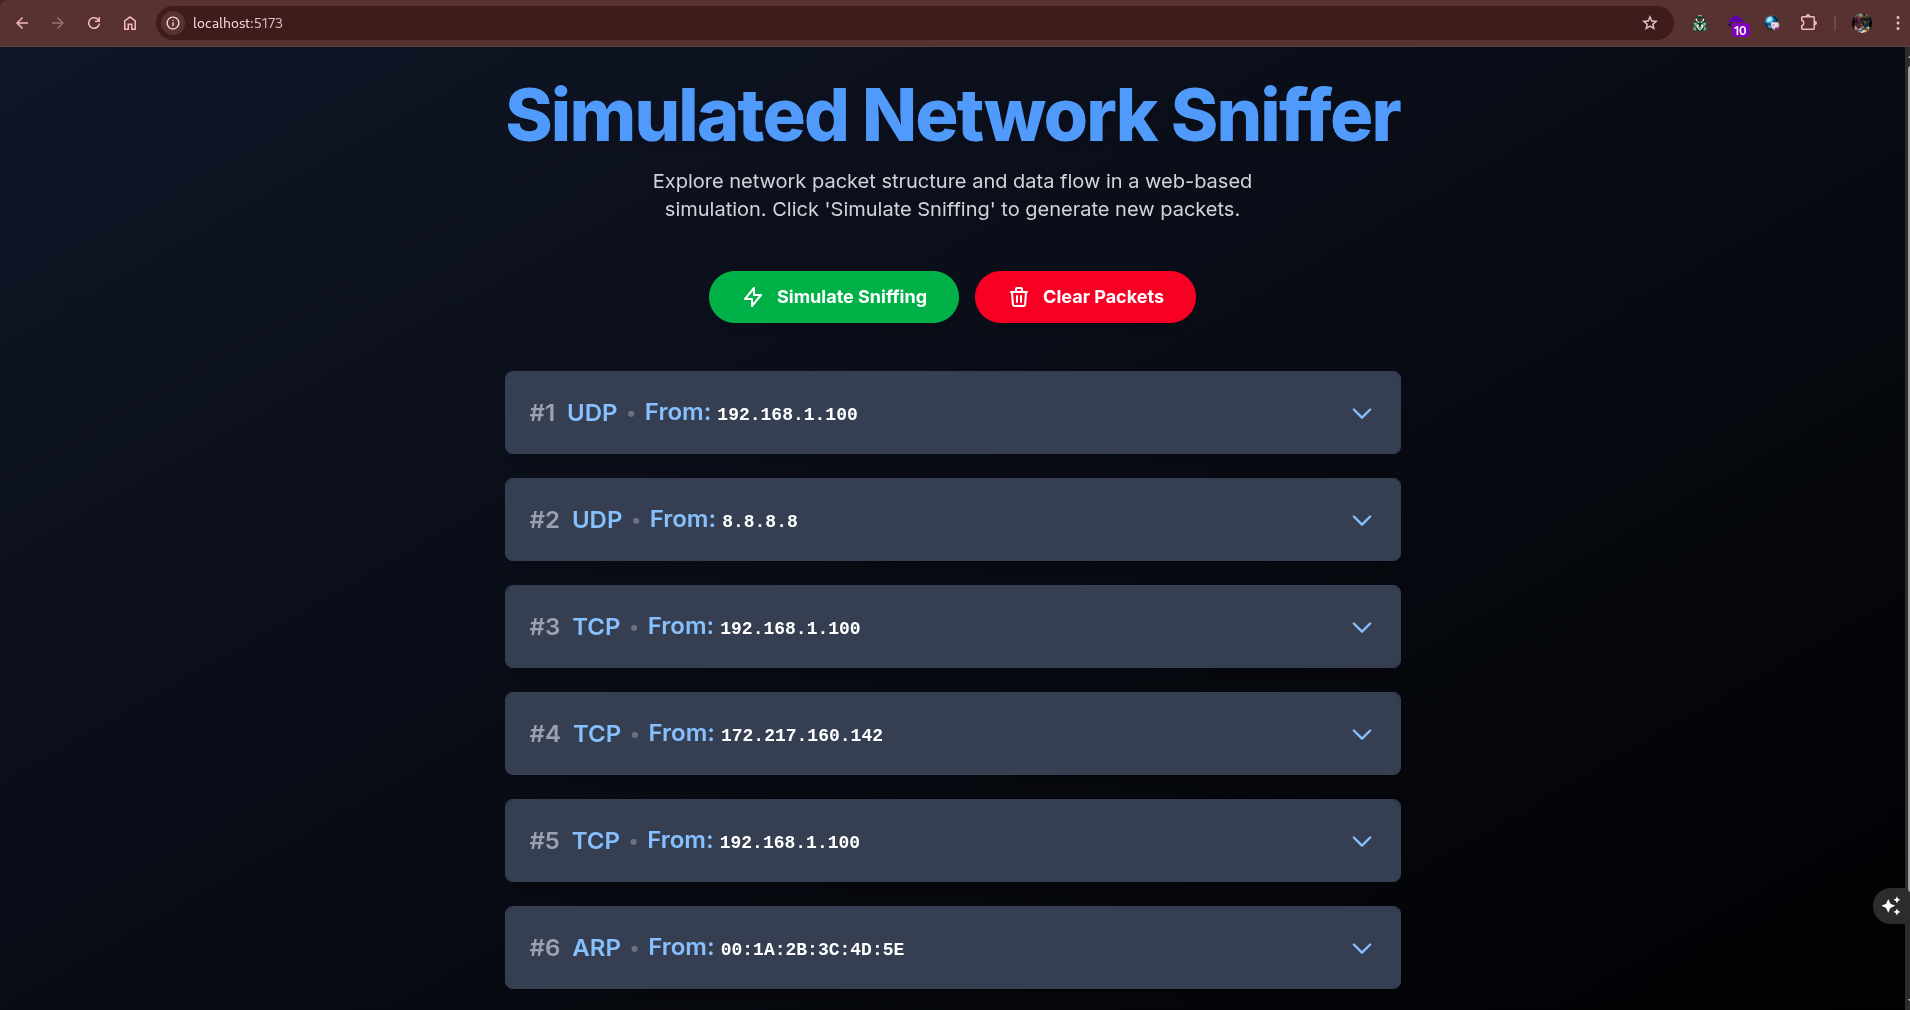 localhost:5173
10
Simulated Network Sniffer
Explore network packet structure and data flow in a web-based
simulation. Click 'Simulate Sniffing' to generate new packets.
Simulate Sniffing
Clear Packets
#1 UDP • From: 192.168.1.100
#2 UDP • From: 8.8.8.8
#3 TCP • From: 192.168.1.100
#4 TCP • From: 172.217.160.142
#5 TCP • From: 192.168.1.100
#6 ARP • From: 00:1A:2B:3C:4D:5E